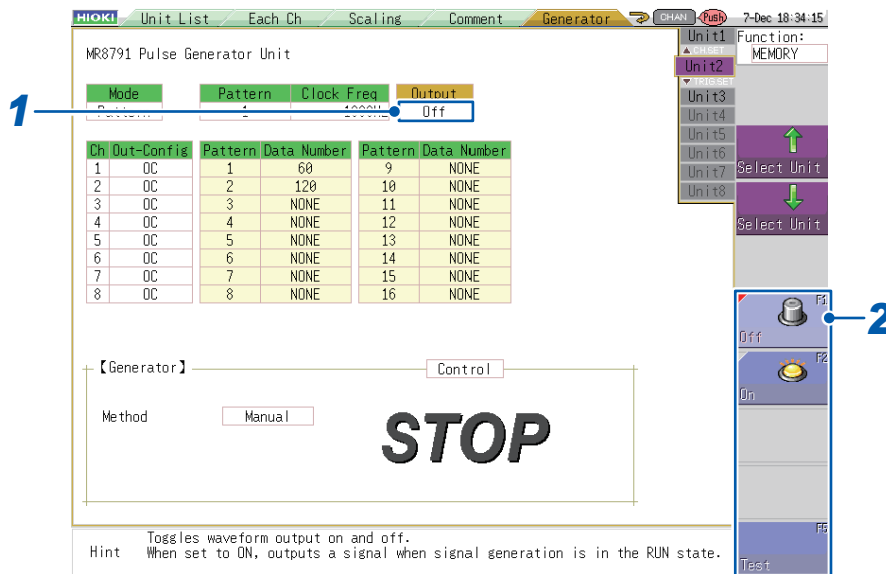 HIOKI Unit List Each Ch Scaling Comment Generator CHAN Push 7-Dec 18:34:15
MR8791 Pulse Generator Unit
Mode Pattern Clock Freq Output
Pattern 1 1000Hz Off
1
Ch Out-Config Pattern Data Number Pattern Data Number
1 OC 1 60 9 NONE
2 OC 2 120 10 NONE
3 OC 3 NONE 11 NONE
4 OC 4 NONE 12 NONE
5 OC 5 NONE 13 NONE
6 OC 6 NONE 14 NONE
7 OC 7 NONE 15 NONE
8 OC 8 NONE 16 NONE
【Generator】 Control
Method Manual
STOP
Hint Toggles waveform output on and off.
When set to ON, outputs a signal when signal generation is in the RUN state.
Unit1
▲CH SET
Unit2
▼TRIG SET
Unit3
Unit4
Unit5
Unit6
Unit7
Unit8
Function:
MEMORY
Select Unit
Select Unit
F1
Off
2
F2
On
F5
Test